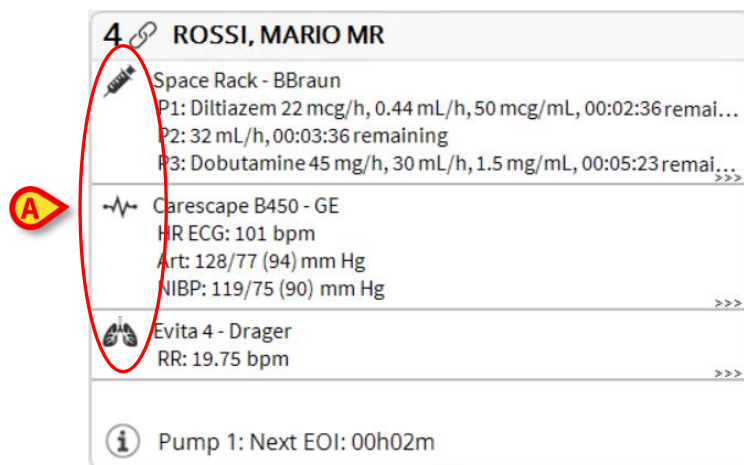 4 ROSSI, MARIO MR
Space Rack - BBraun
P1: Diltiazem 22 mcg/h, 0.44 mL/h, 50 mcg/mL, 00:02:36 remai...
P2: 32 mL/h, 00:03:36 remaining
P3: Dobutamine 45 mg/h, 30 mL/h, 1.5 mg/mL, 00:05:23 remai...
>>>
A
Carescape B450 - GE
HR ECG: 101 bpm
Art: 128/77 (94) mm Hg
NIBP: 119/75 (90) mm Hg
>>>
Evita 4 - Drager
RR: 19.75 bpm
>>>
i Pump 1: Next EOI: 00h02m